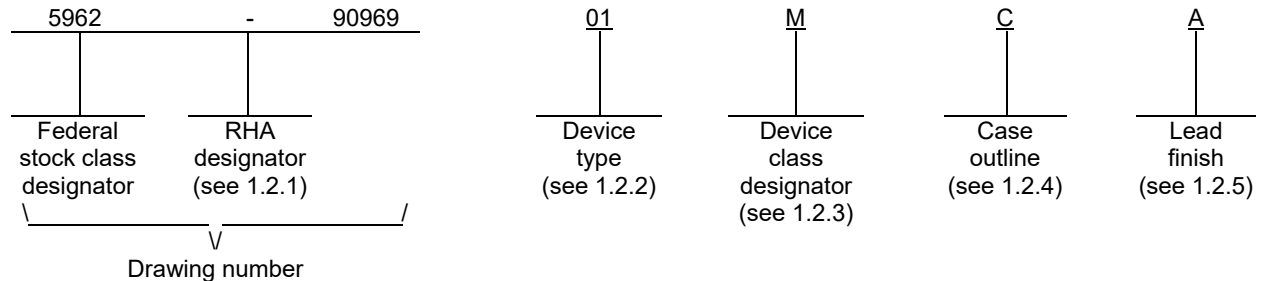 5962 - 90969 01 M C A
Federal stock class designator
RHA designator (see 1.2.1)
Device type (see 1.2.2)
Device class designator (see 1.2.3)
Case outline (see 1.2.4)
Lead finish (see 1.2.5)
\ /
\/
Drawing number